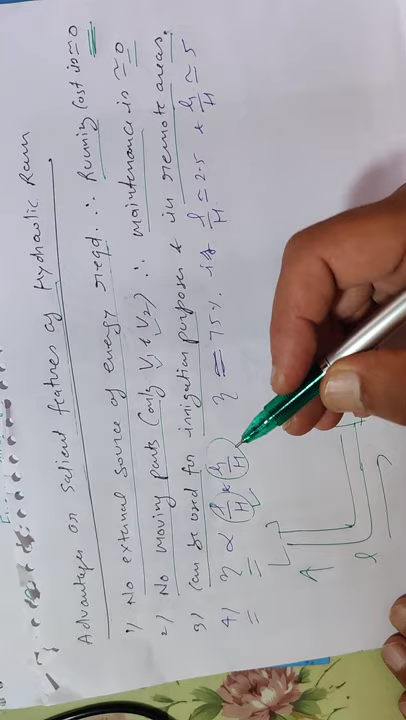 Advantages or Salient features of Hydraulic Ram
1) No external source of energy reqd. ∴ Running Cost is ≃ 0
2) No moving parts (only V₁ & V₂) ∴ maintenance is ≃ 0
3) Can be used for irrigation purposes & in remote areas.
4) η ∝ (l/H) & (h/H) η = 75% if l/H = 2.5 & h/H ≃ 5
H
l